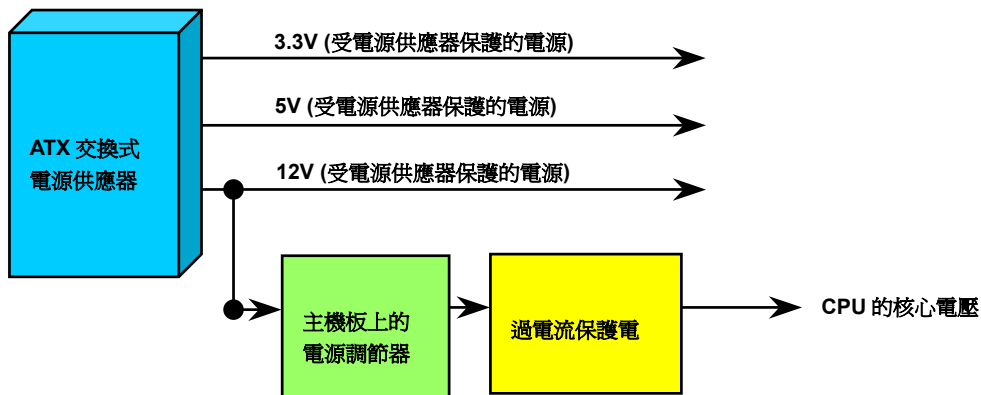 3.3V (受電源供應器保護的電源)
5V (受電源供應器保護的電源)
ATX 交換式
電源供應器
12V (受電源供應器保護的電源)
主機板上的
電源調節器
過電流保護電
CPU 的核心電壓